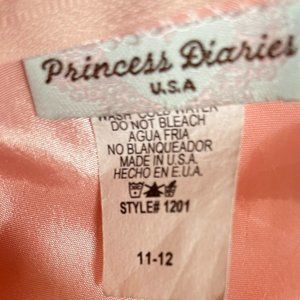 Princess Diaries
U.S.A
WASH COLD WATER
DO NOT BLEACH
AGUA FRIA
NO BLANQUEADOR
MADE IN U.S.A.
HECHO EN E.U.A.
STYLE# 1201
11-12